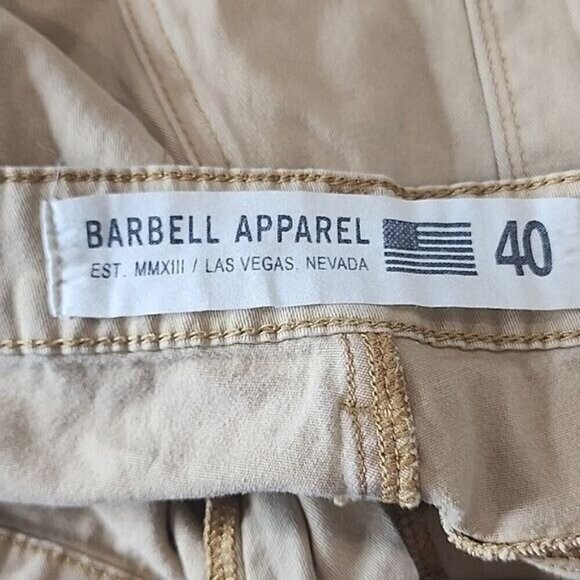 BARBELL APPAREL
EST. MMXIII / LAS VEGAS, NEVADA
40